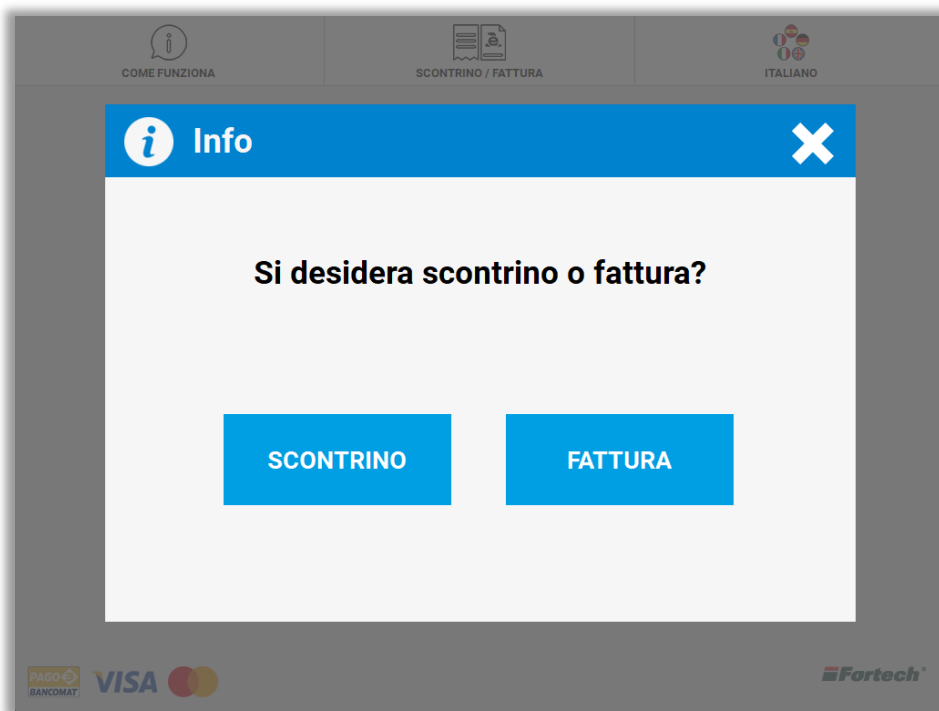 COME FUNZIONA
SCONTRINO / FATTURA
ITALIANO
i Info
Si desidera scontrino o fattura?
SCONTRINO
FATTURA
PAGO
BANCOMAT
VISA
Fortech